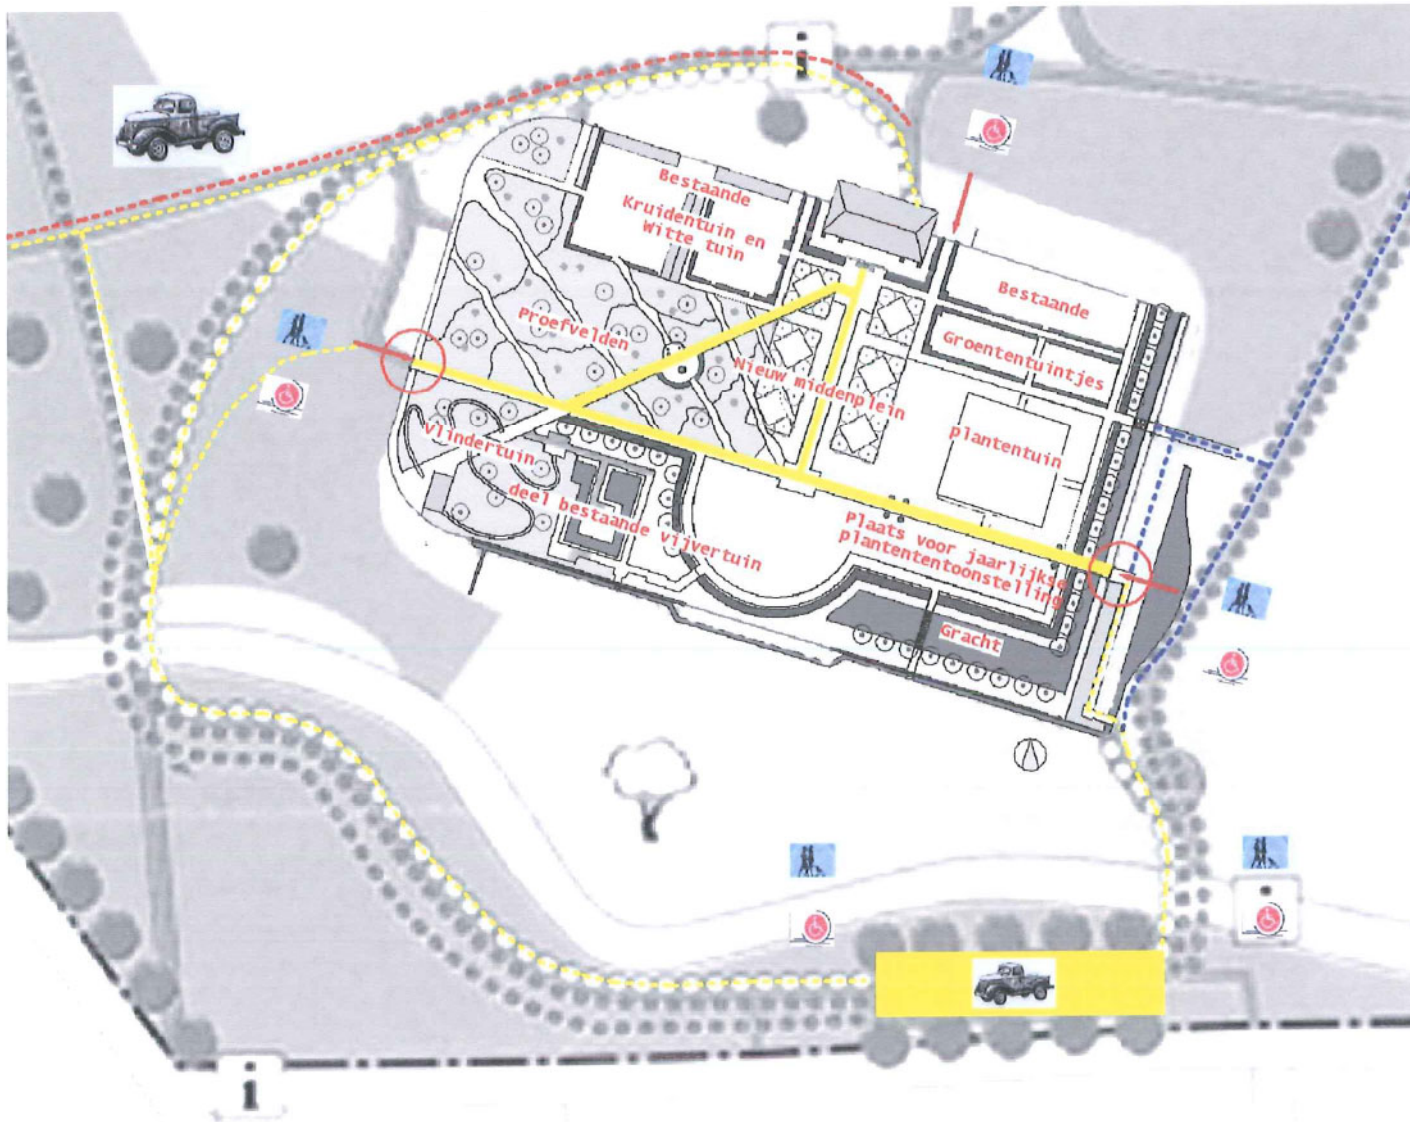 i
Bestaande
Kruidentuin en
Witte tuin
Bestaande
Groententuintjes
Proefvelden
Nieuw middenplein
plantentuin
vlindertuin
deel bestaande vijvertuin
Plaats voor jaarlijkse
plantententoonstelling
Gracht
i